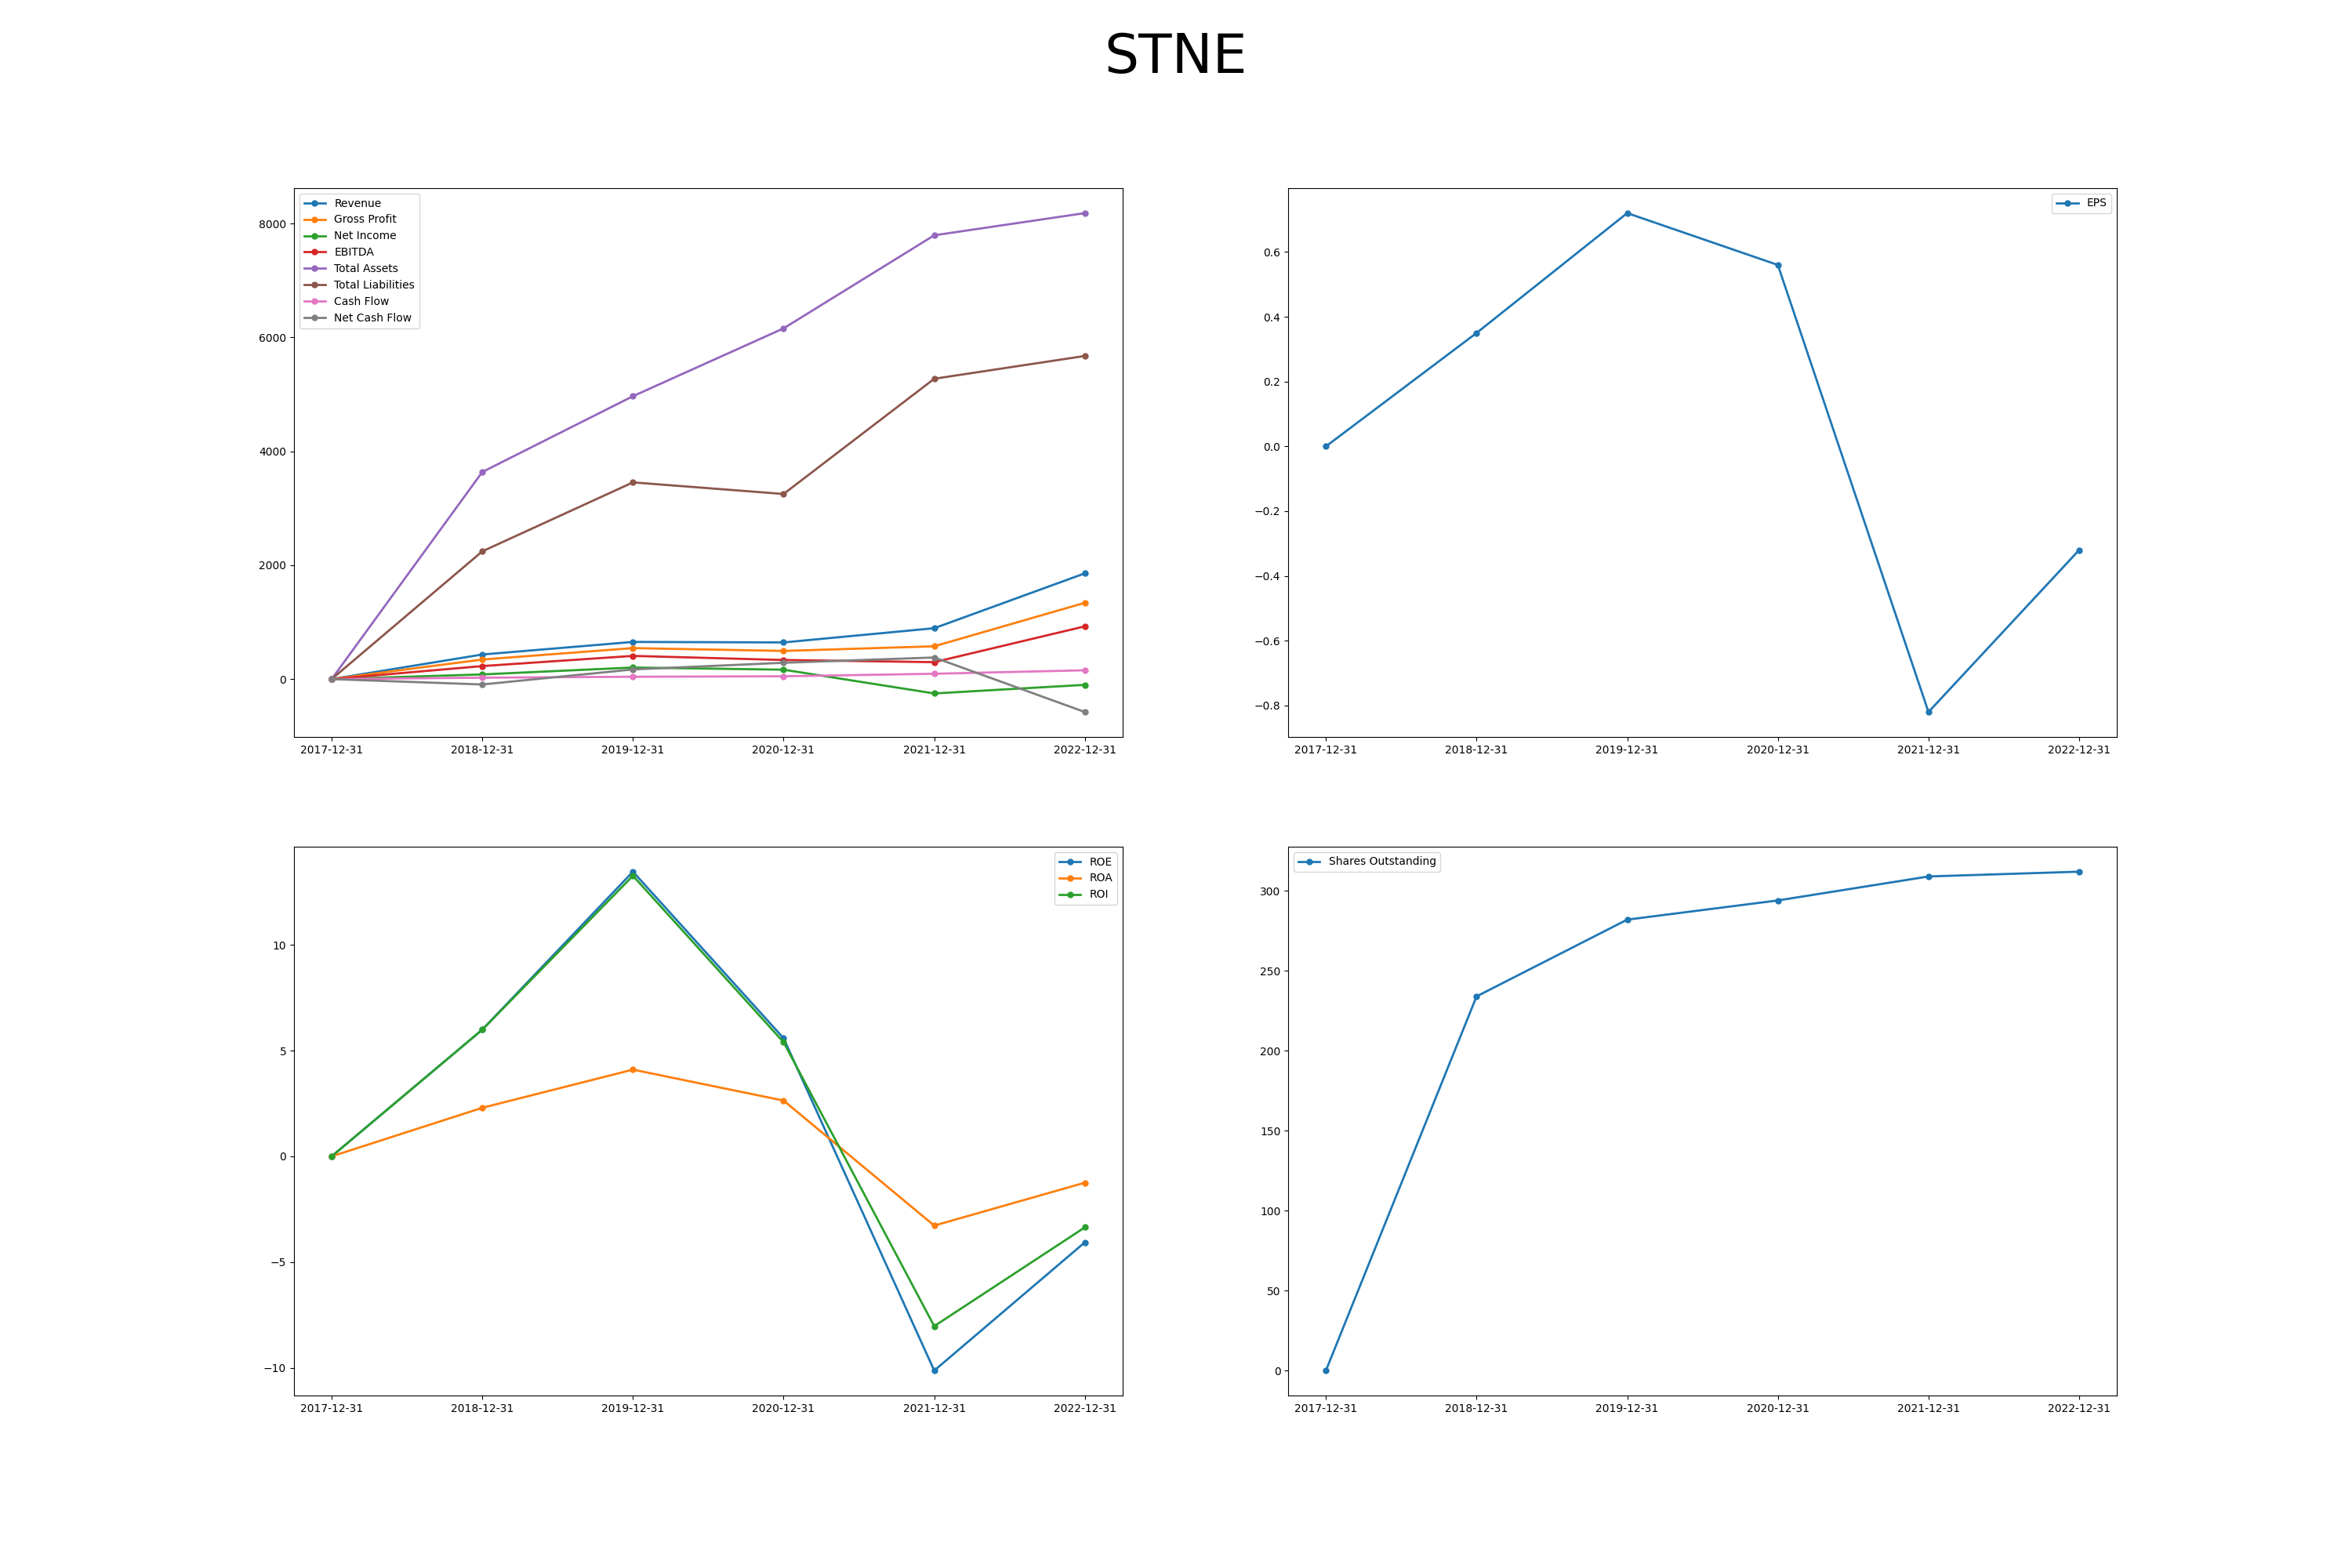 STNE
Revenue
Gross Profit
Net Income
EBITDA
Total Assets
Total Liabilities
Cash Flow
Net Cash Flow
8000
6000
4000
2000
0
2017-12-31 2018-12-31 2019-12-31 2020-12-31 2021-12-31 2022-12-31
EPS
0.6
0.4
0.2
0.0
−0.2
−0.4
−0.6
−0.8
2017-12-31 2018-12-31 2019-12-31 2020-12-31 2021-12-31 2022-12-31
ROE
ROA
ROI
10
5
0
−5
−10
2017-12-31 2018-12-31 2019-12-31 2020-12-31 2021-12-31 2022-12-31
Shares Outstanding
300
250
200
150
100
50
0
2017-12-31 2018-12-31 2019-12-31 2020-12-31 2021-12-31 2022-12-31